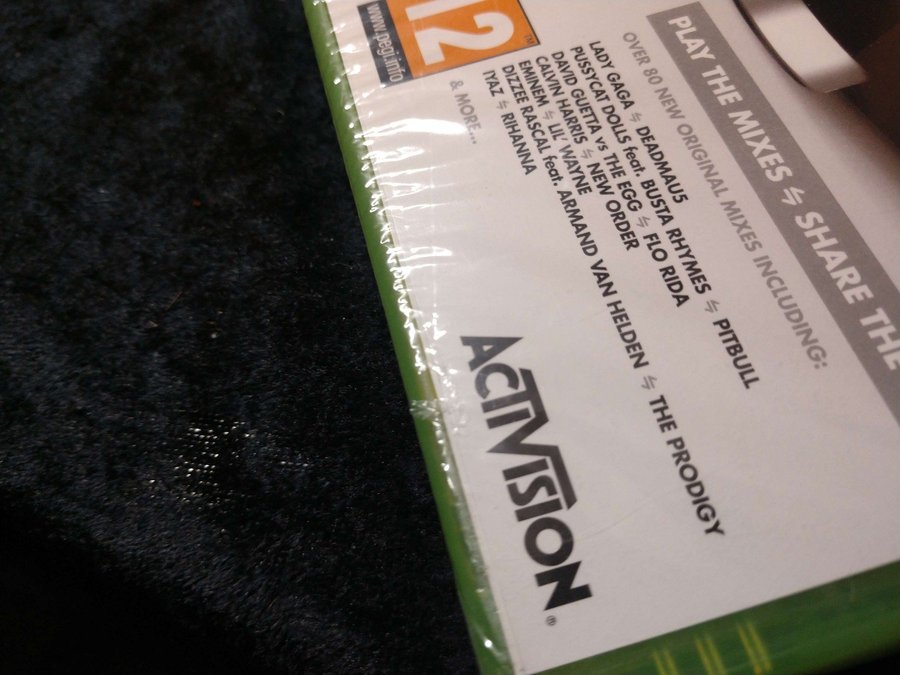 PLAY THE MIXES ⇋ SHARE THE
OVER 80 NEW ORIGINAL MIXES INCLUDING:
LADY GAGA ⇋ DEADMAU5
PUSSYCAT DOLLS feat. BUSTA RHYMES ⇋ PITBULL
DAVID GUETTA vs THE EGG ⇋ FLO RIDA
CALVIN HARRIS ⇋ NEW ORDER
EMINEM ⇋ LIL' WAYNE
DIZZEE RASCAL feat. ARMAND VAN HELDEN ⇋ THE PRODIGY
IYAZ ⇋ RIHANNA
& MORE...
12 ™
www.pegi.info
ACTIVISION®